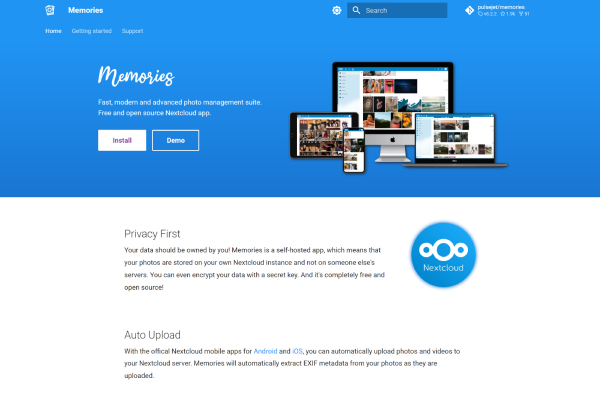 Memories
Search
pulsejet/memories
v6.2.2 1.9k 51
Home Getting started Support
Memories
Fast, modern and advanced photo management suite.
Free and open source Nextcloud app.
Install Demo
Privacy First
Your data should be owned by you! Memories is a self-hosted app, which means that
your photos are stored on your own Nextcloud instance and not on someone else's
servers. You can even encrypt your data with a secret key. And it's completely free and
open source!
Nextcloud
Auto Upload
With the offical Nextcloud mobile apps for Android and iOS, you can automatically upload photos and videos to
your Nextcloud server. Memories will automatically extract EXIF metadata from your photos as they are
uploaded.